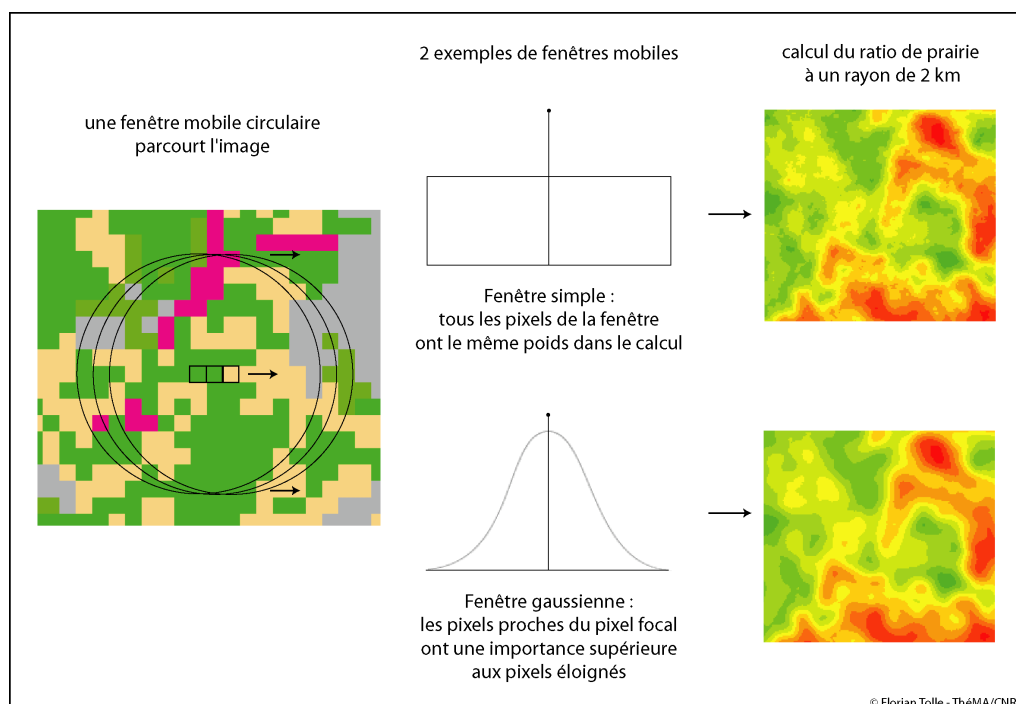 une fenêtre mobile circulaire
parcourt l'image
2 exemples de fenêtres mobiles
Fenêtre simple :
tous les pixels de la fenêtre
ont le même poids dans le calcul
Fenêtre gaussienne :
les pixels proches du pixel focal
ont une importance supérieure
aux pixels éloignés
calcul du ratio de prairie
à un rayon de 2 km
© Florian Tolle - ThéMA/CNR